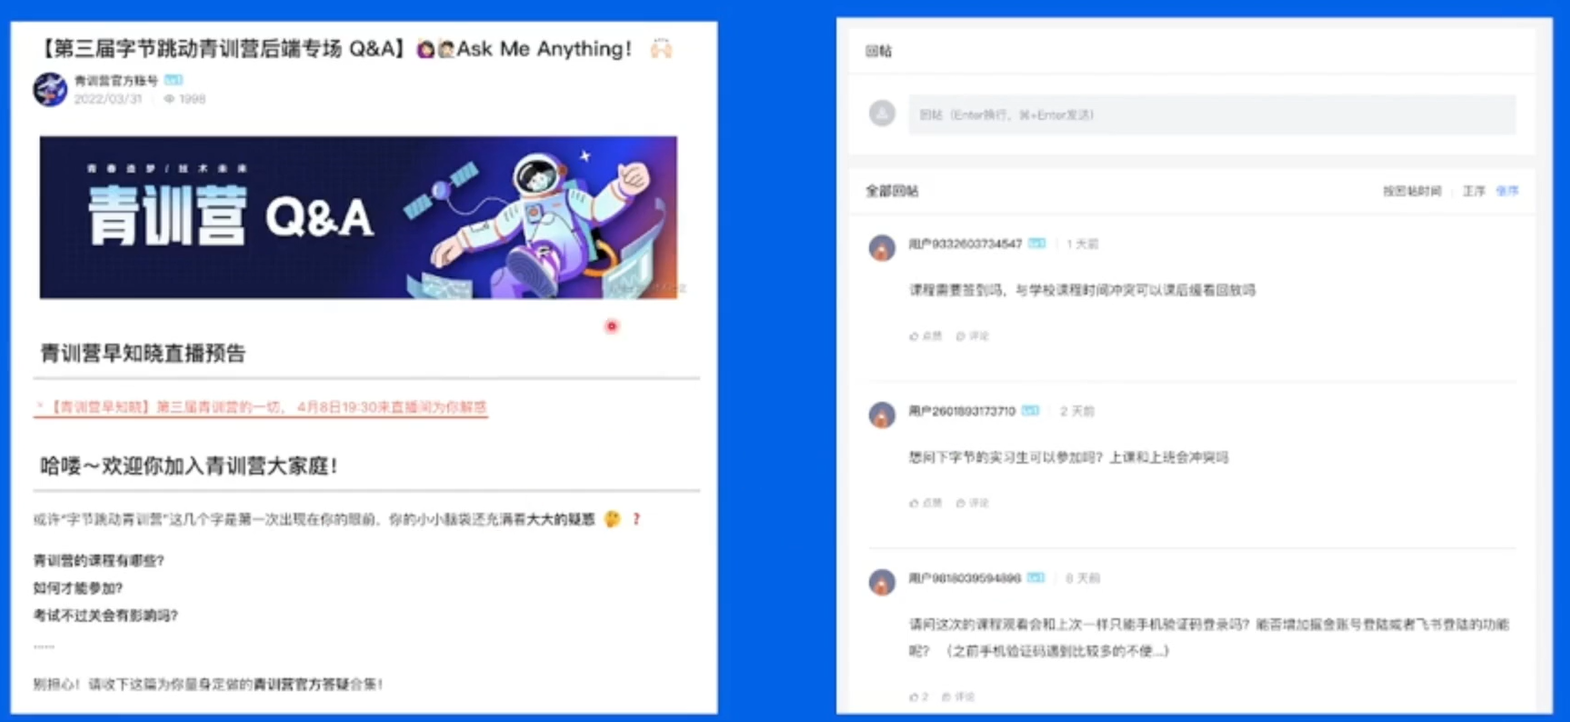 【第三届字节跳动青训营后端专场 Q&A】🙋‍♀️🙋Ask Me Anything! 🙌
青训营官方账号 Lv.1
2022/03/31 1998
青春造梦/技术未来
青训营 Q&A
青训营早知晓直播预告
【青训营早知晓】第三届青训营的一切， 4月8日19:30来直播间为你解惑
哈喽～欢迎你加入青训营大家庭！
或许“字节跳动青训营”这几个字是第一次出现在你的眼前，你的小小脑袋还充满着大大的疑惑 🤔 ❓
青训营的课程有哪些？
如何才能参加？
考试不过关会有影响吗？
......
别担心！请收下这篇为你量身定做的青训营官方答疑合集！
回帖
回帖（Enter换行，⌘+Enter发送）
全部回帖 按回帖时间 正序 倒序
用户9332603734547 Lv.1 1 天前
课程需要签到吗，与学校课程时间冲突可以课后缓看回放吗
点赞 评论
用户2601893173710 Lv.1 2 天前
想问下字节的实习生可以参加吗？上课和上班会冲突吗
点赞 评论
用户9818039594898 Lv.1 8 天前
请问这次的课程观看会和上次一样只能手机验证码登录吗？能否增加掘金账号登陆或者飞书登陆的功能
呢？ （之前手机验证码遇到比较多的不便...）
2 评论